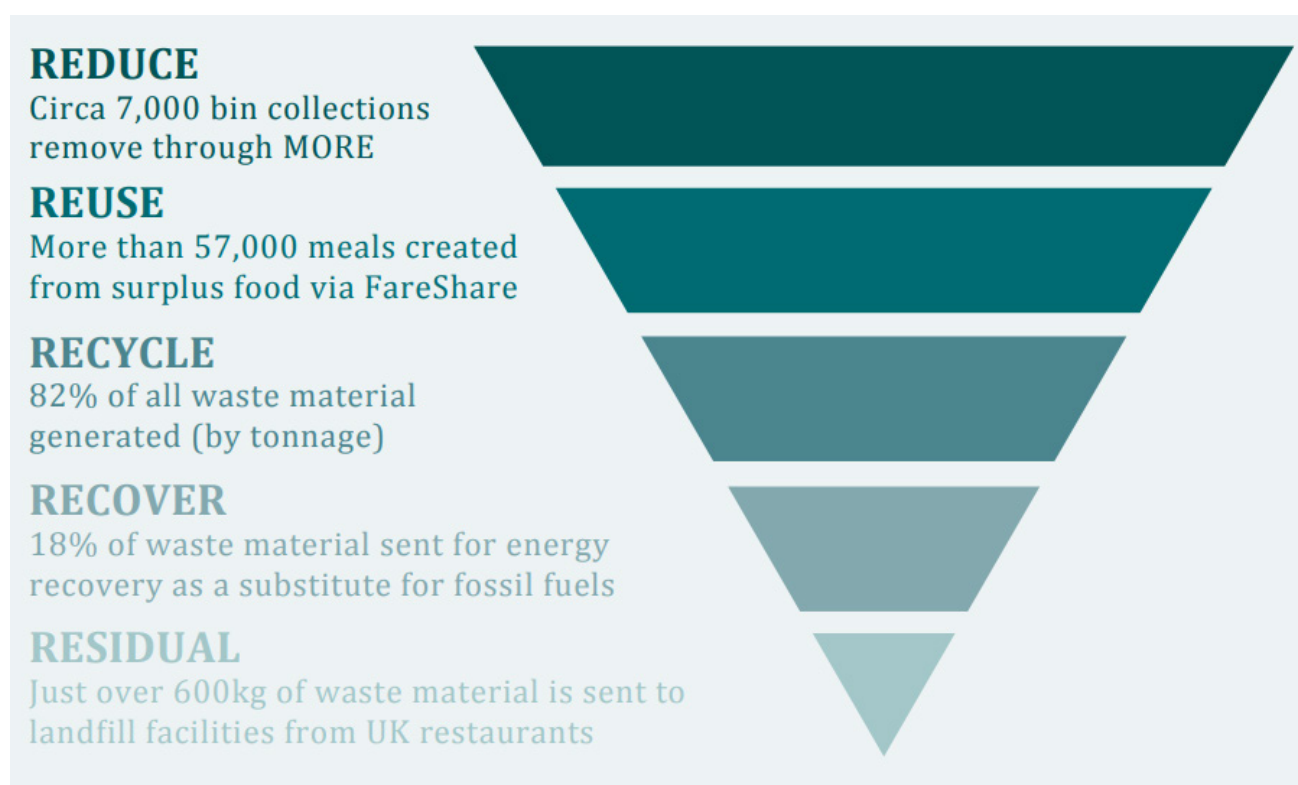 REDUCE
Circa 7,000 bin collections
remove through MORE
REUSE
More than 57,000 meals created
from surplus food via FareShare
RECYCLE
82% of all waste material
generated (by tonnage)
RECOVER
18% of waste material sent for energy
recovery as a substitute for fossil fuels
RESIDUAL
Just over 600kg of waste material is sent to
landfill facilities from UK restaurants